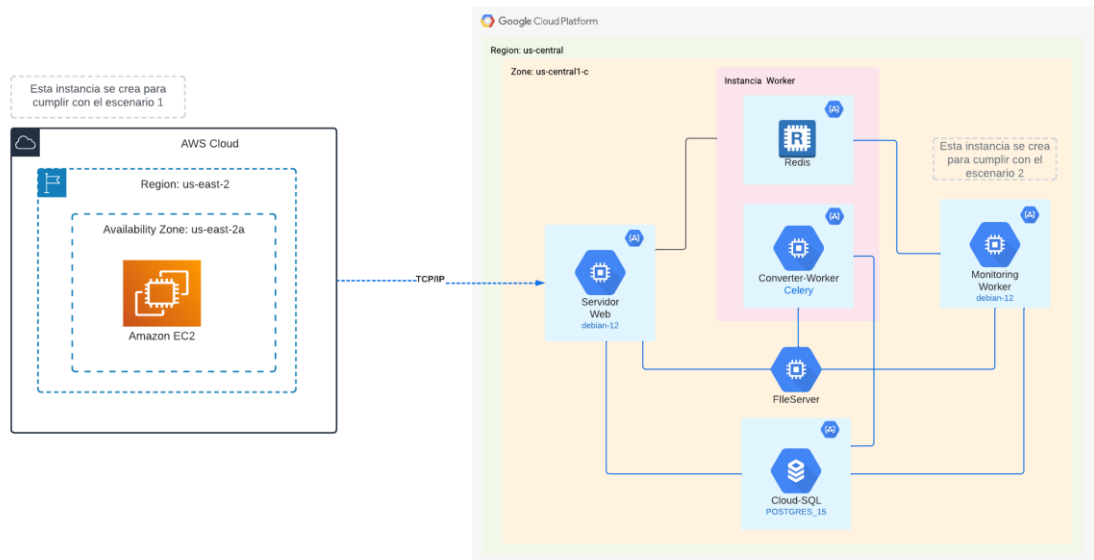 Google Cloud Platform
Region: us-central
Zone: us-central1-c
Instancia Worker
Esta instancia se crea para
cumplir con el escenario 1
AWS Cloud
Region: us-east-2
Availability Zone: us-east-2a
Amazon EC2
TCP/IP
Servidor
Web
debian-12
R
Redis
Converter-Worker
Celery
Esta instancia se crea
para cumplir con el
escenario 2
Monitoring
Worker
debian-12
FIleServer
Cloud-SQL
POSTGRES_15